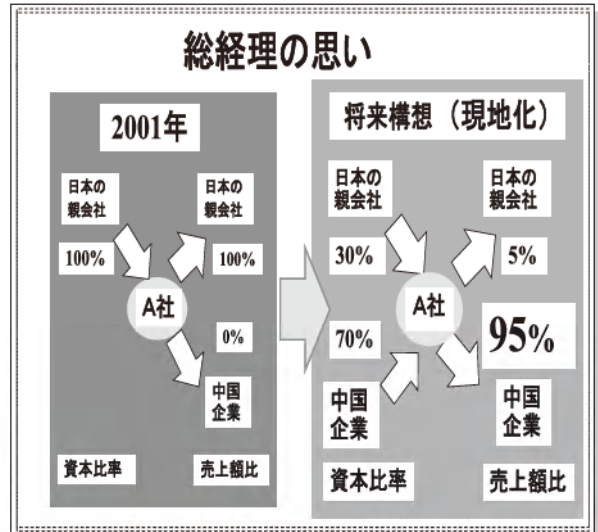 総経理の思い
2001年
日本の
親会社
日本の
親会社
100%
100%
A社
0%
中国
企業
資本比率
売上額比
将来構想（現地化）
日本の
親会社
日本の
親会社
30%
5%
A社
70%
95%
中国
企業
中国
企業
資本比率
売上額比